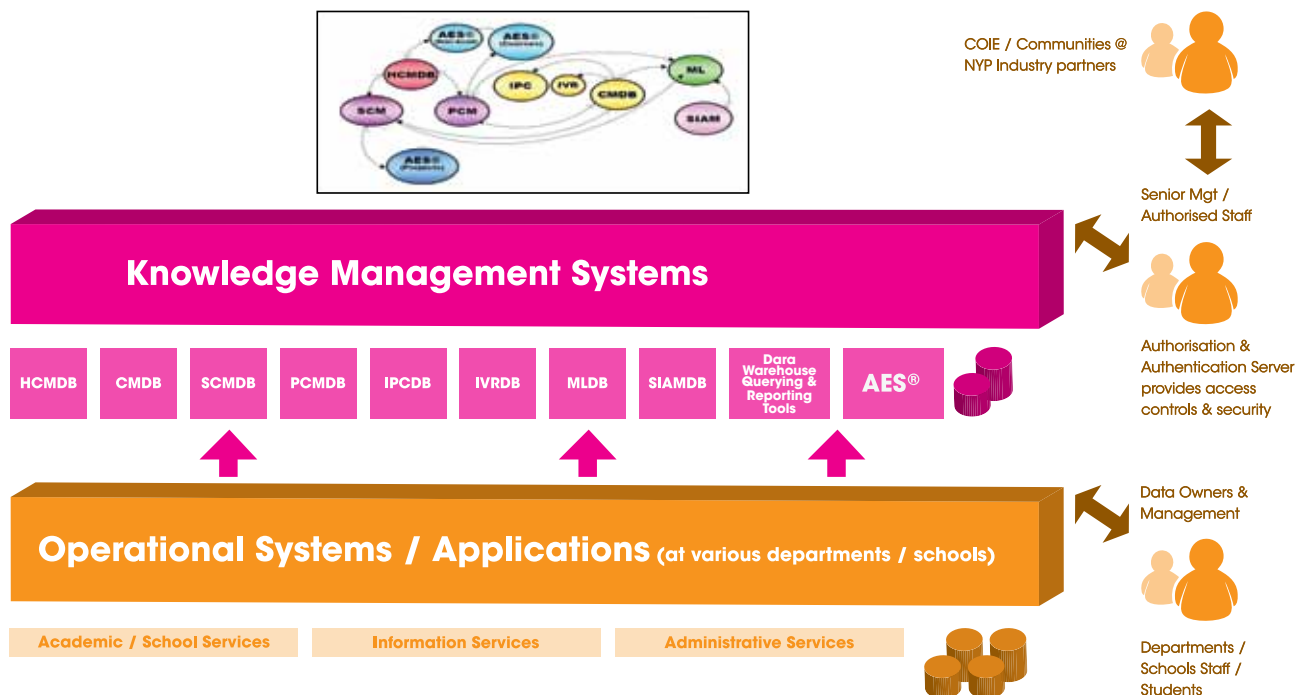 AES®
AES®
HCMDB
ML
IPC
IVR
CMDB
SCM
PCM
SIAM
AES®
(Products)
COIE / Communities @
NYP Industry partners
Senior Mgt /
Authorised Staff
Knowledge Management Systems
Authorisation &
Authentication Server
provides access
controls & security
HCMDB
CMDB
SCMDB
PCMDB
IPCDB
IVRDB
MLDB
SIAMDB
Dara
Warehouse
Querying &
Reporting
Tools
AES®
Data Owners &
Management
Operational Systems / Applications (at various departments / schools)
Academic / School Services
Information Services
Administrative Services
Departments /
Schools Staff /
Students